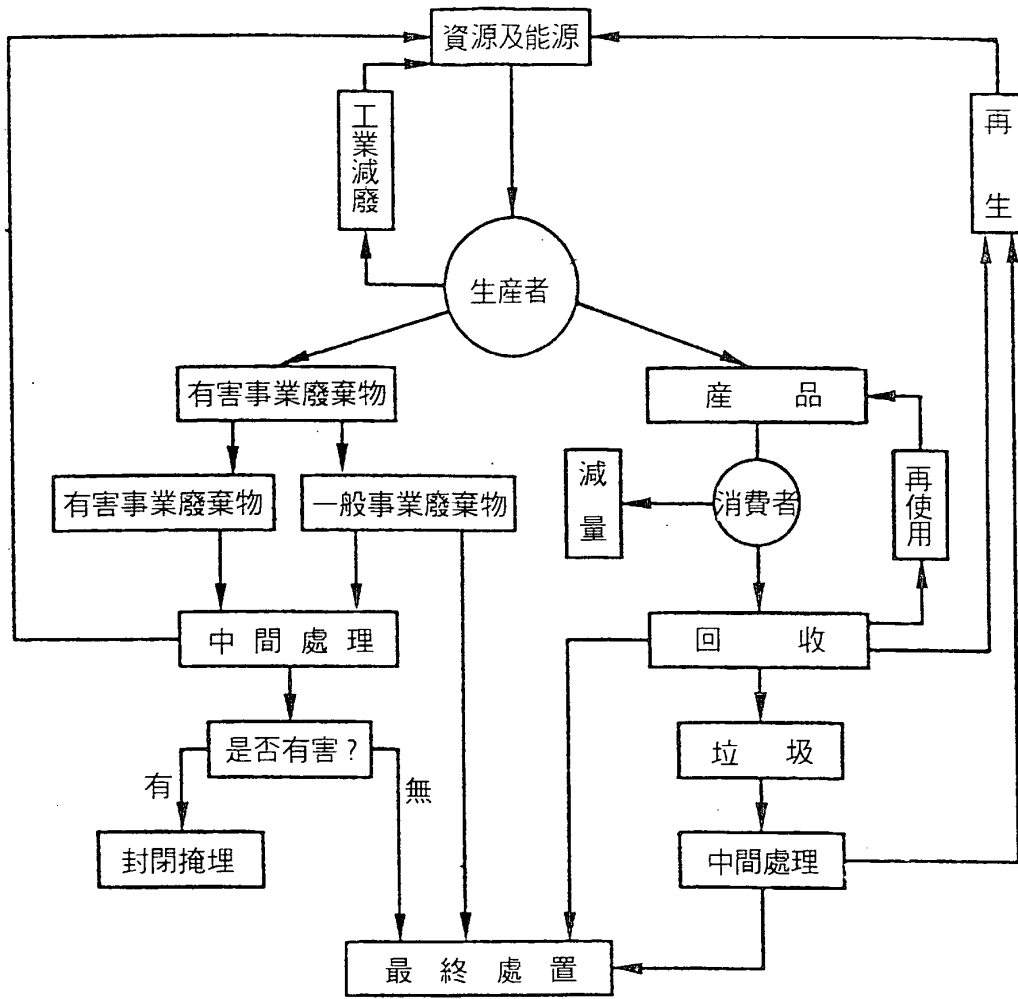 資源及能源
工業減廢
再生
生産者
有害事業廢棄物
産品
有害事業廢棄物
一般事業廢棄物
減量
消費者
再使用
中間處理
回收
是否有害?
垃圾
有
無
封閉掩埋
中間處理
最終處置